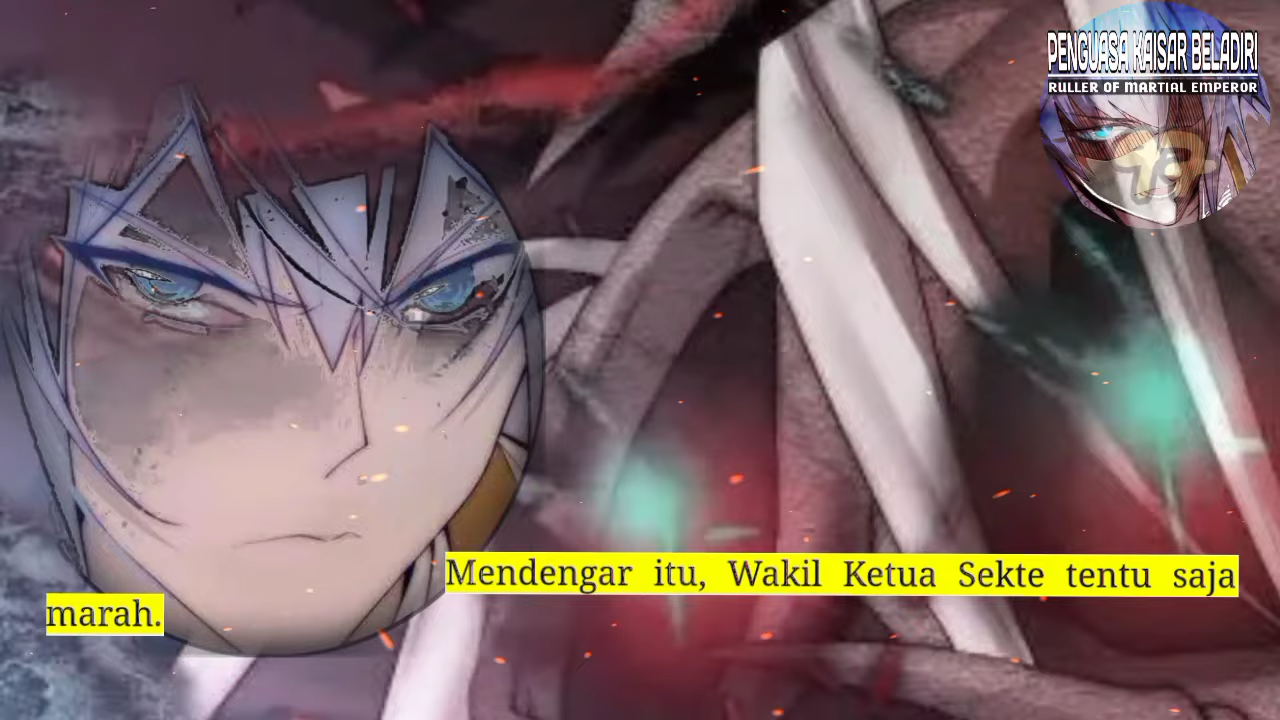 PENGUASA KAISAR BELADIRI
RULLER OF MARTIAL EMPEROR
Mendengar itu, Wakil Ketua Sekte tentu saja
marah.